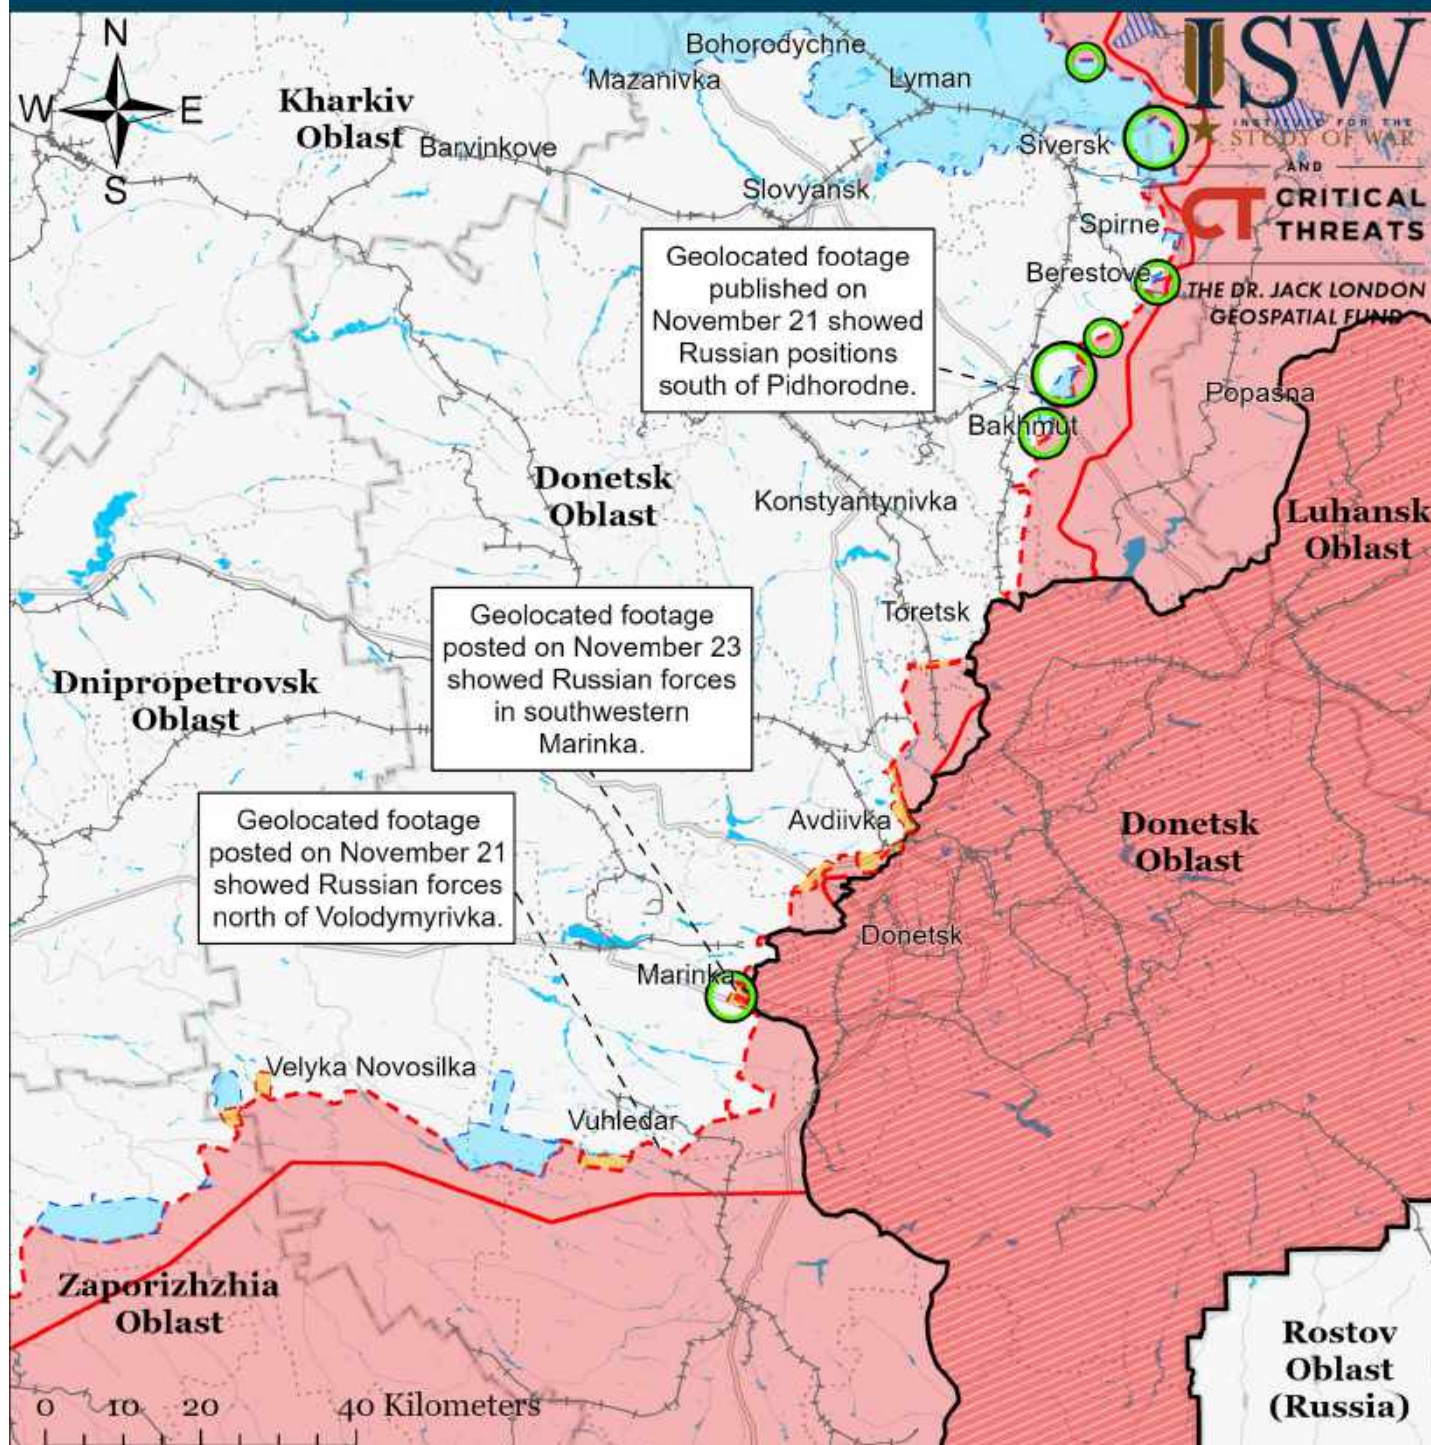 N
W
E
S
Kharkiv
Oblast
Barvinkove
Mazanivka
Bohorodychne
Lyman
Siversk
Slovyansk
Spirne
Berestove
ISW
INSTITUTE FOR THE
STUDY OF WAR
AND
CT CRITICAL
THREATS
THE DR. JACK LONDON
GEOSPATIAL FUND
Geolocated footage
published on
November 21 showed
Russian positions
south of Pidhorodne.
Popasna
Bakhmut
Donetsk
Oblast
Konstyantynivka
Luhansk
Oblast
Toretsk
Geolocated footage
posted on November 23
showed Russian forces
in southwestern
Marinka.
Dnipropetrovsk
Oblast
Geolocated footage
posted on November 21
showed Russian forces
north of Volodymyrivka.
Avdiivka
Donetsk
Oblast
Donetsk
Marinka
Velyka Novosilka
Vuhledar
Zaporizhzhia
Oblast
Rostov
Oblast
(Russia)
0 10 20 40 Kilometers